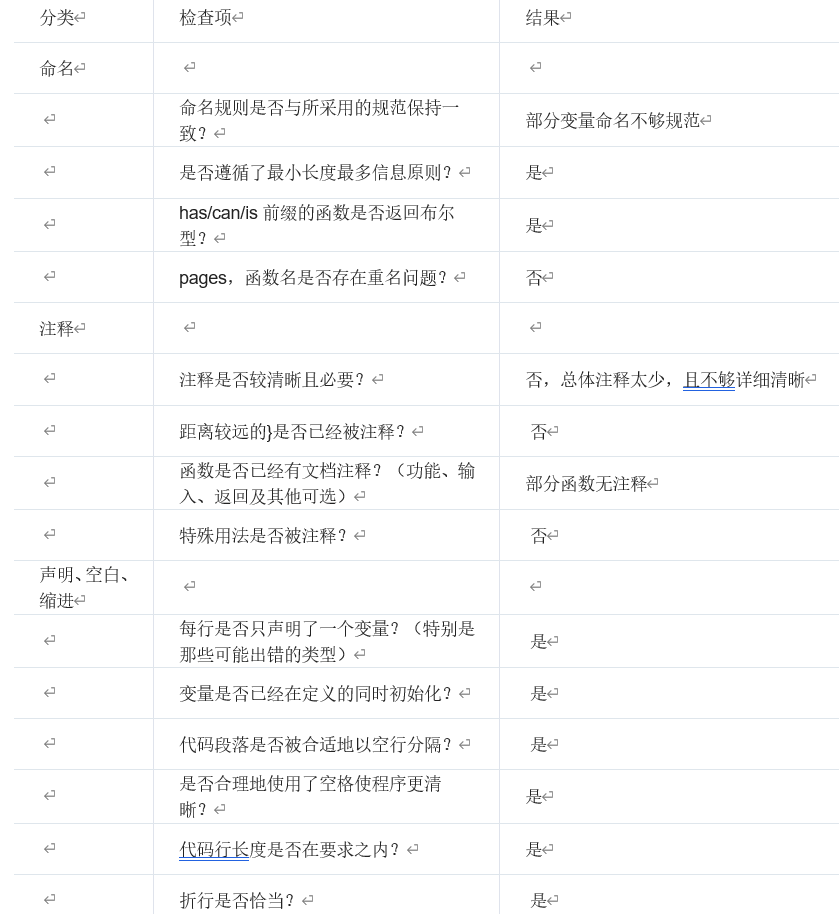 分类 检查项 结果
命名
命名规则是否与所采用的规范保持一
致？
部分变量命名不够规范
是否遵循了最小长度最多信息原则？ 是
has/can/is 前缀的函数是否返回布尔
型？
是
pages，函数名是否存在重名问题？ 否
注释
注释是否较清晰且必要？ 否，总体注释太少，且不够详细清晰
距离较远的}是否已经被注释？ 否
函数是否已经有文档注释？（功能、输
入、返回及其他可选）
部分函数无注释
特殊用法是否被注释？ 否
声明、空白、
缩进
每行是否只声明了一个变量？（特别是
那些可能出错的类型）
是
变量是否已经在定义的同时初始化？ 是
代码段落是否被合适地以空行分隔？ 是
是否合理地使用了空格使程序更清
晰？
是
代码行长度是否在要求之内？ 是
折行是否恰当？ 是